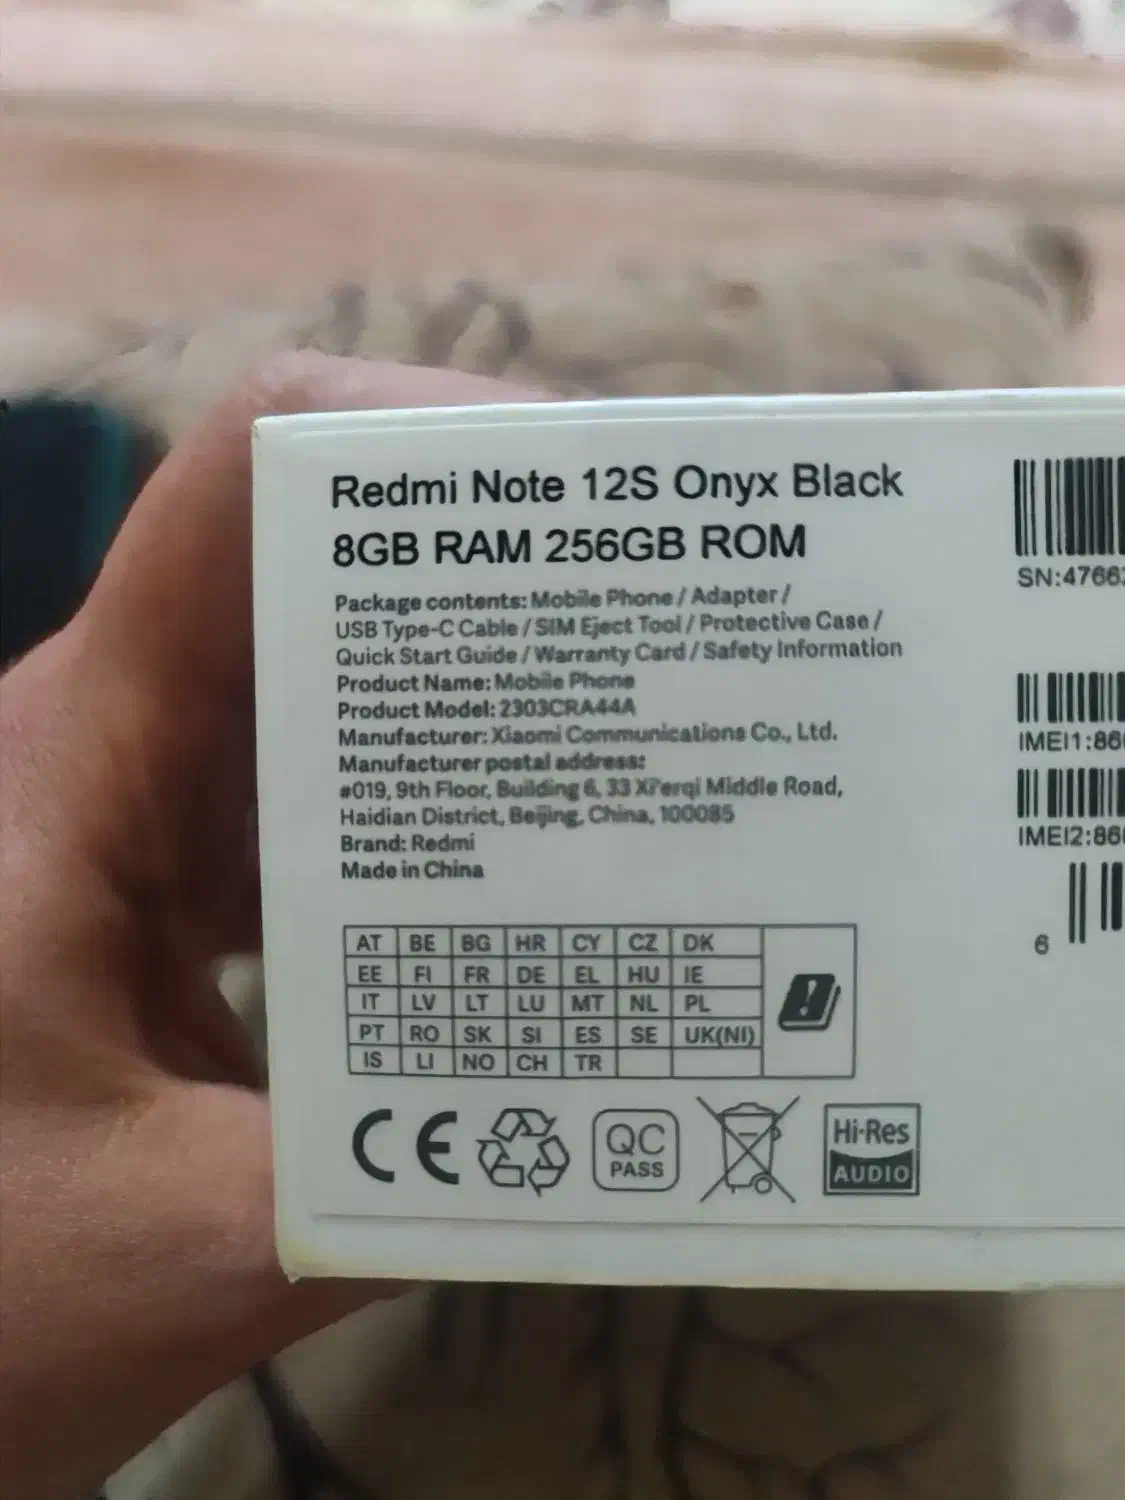 Redmi Note 12S Onyx Black
8GB RAM 256GB ROM
Package contents: Mobile Phone / Adapter /
USB Type-C Cable / SIM Eject Tool / Protective Case /
Quick Start Guide / Warranty Card / Safety Information
Product Name: Mobile Phone
Product Model: 2303CRA44A
Manufacturer: Xiaomi Communications Co., Ltd.
Manufacturer postal address:
#019, 9th Floor, Building 6, 33 Xi'erqi Middle Road,
Haidian District, Beijing, China, 100085
Brand: Redmi
Made in China
SN:4766
IMEI1:86
IMEI2:86
6
AT BE BG HR CY CZ DK
EE FI FR DE EL HU IE
IT LV LT LU MT NL PL
PT RO SK SI ES SE UK(NI)
IS LI NO CH TR
CE
QC
PASS
Hi-Res
AUDIO